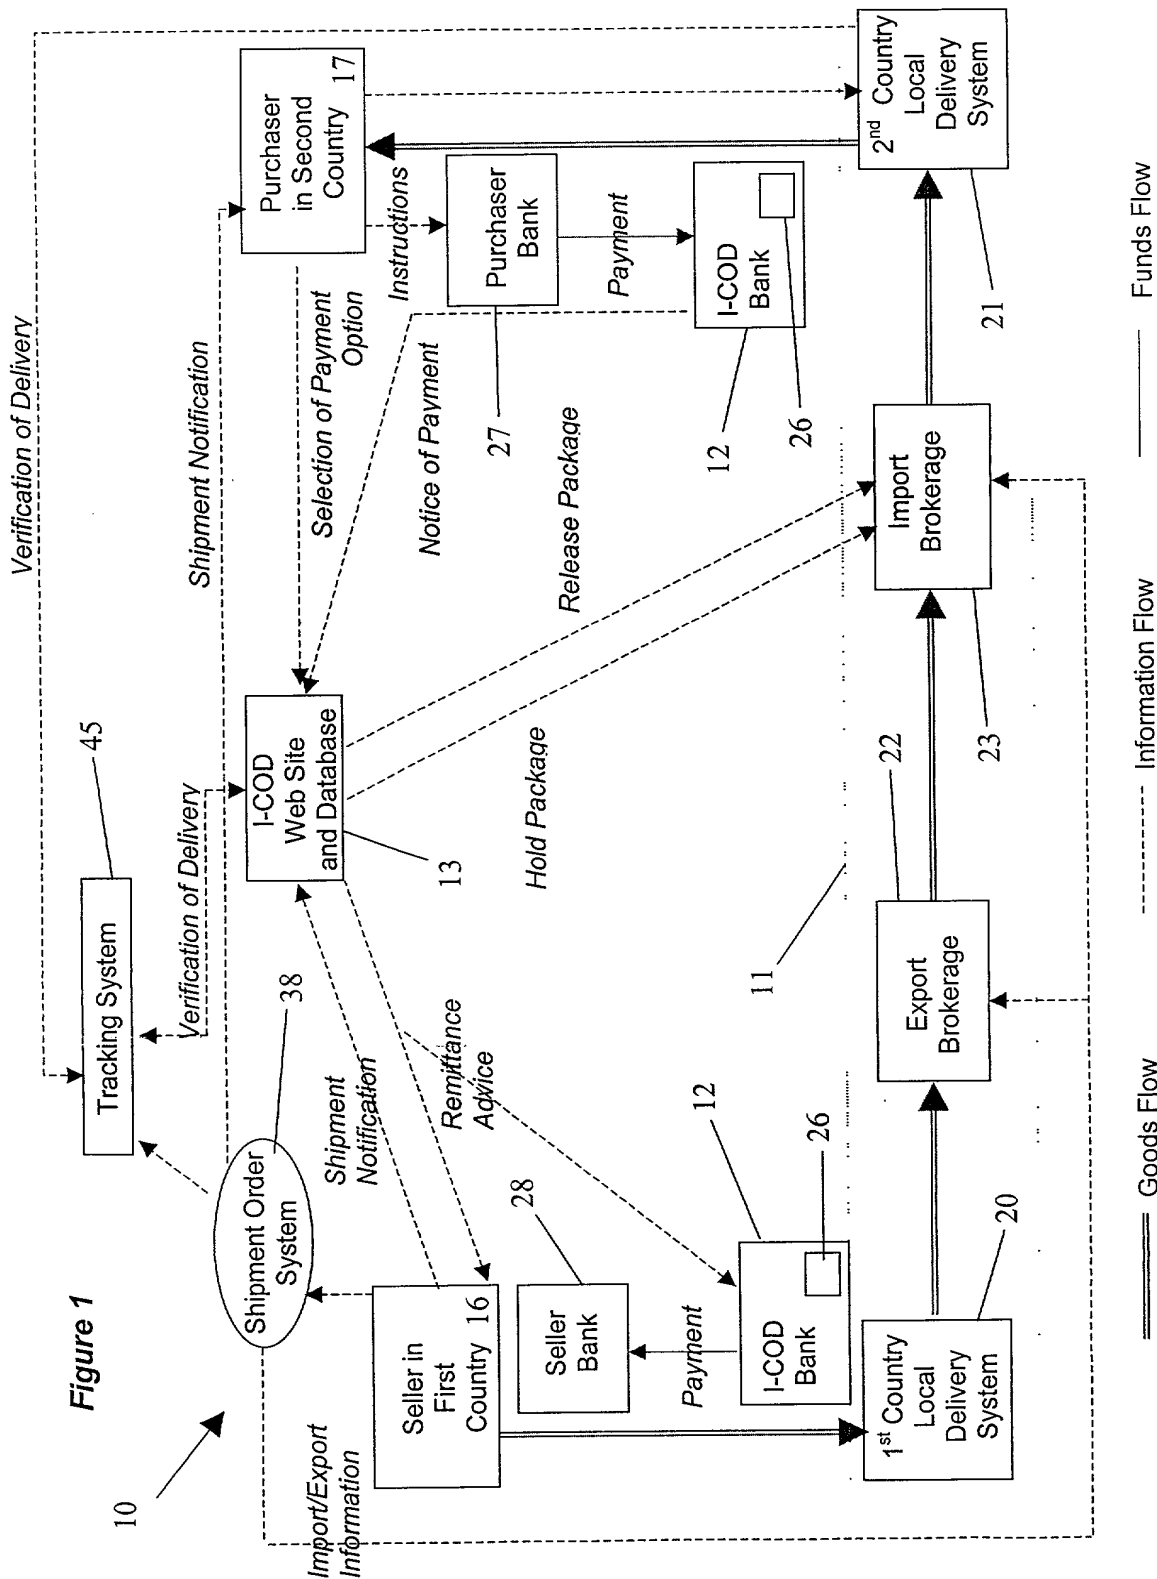 Figure 1
10
Verification of Delivery
45
Tracking System
Verification of Delivery
Shipment Notification
38
Shipment Order
System
I-COD
Web Site
and Database
13
Purchaser
in Second
Country
17
Selection of Payment
Option
Instructions
Import/Export
Information
Shipment
Notification
Remittance
Advice
Notice of Payment
Purchaser
Bank
27
Seller in
First
Country 16
28
Seller
Bank
Hold Package
Release Package
Payment
Payment
12
I-COD
Bank
26
12
I-COD
Bank
26
11
1st Country
Local
Delivery
System
20
Export
Brokerage
22
Import
Brokerage
23
2nd Country
Local
Delivery
System
21
Goods Flow
Information Flow
Funds Flow